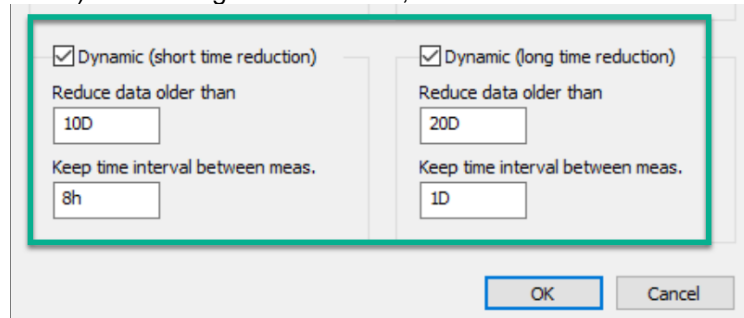 Dynamic (short time reduction)
Reduce data older than
10D
Keep time interval between meas.
8h
Dynamic (long time reduction)
Reduce data older than
20D
Keep time interval between meas.
1D
OK
Cancel